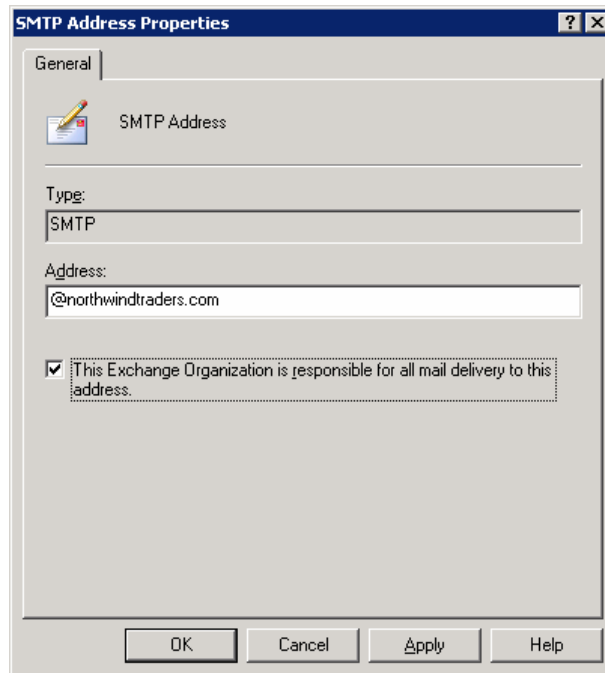 SMTP Address Properties
General
SMTP Address
Type:
SMTP
Address:
@northwindtraders.com
This Exchange Organization is responsible for all mail delivery to this
address.
OK Cancel Apply Help